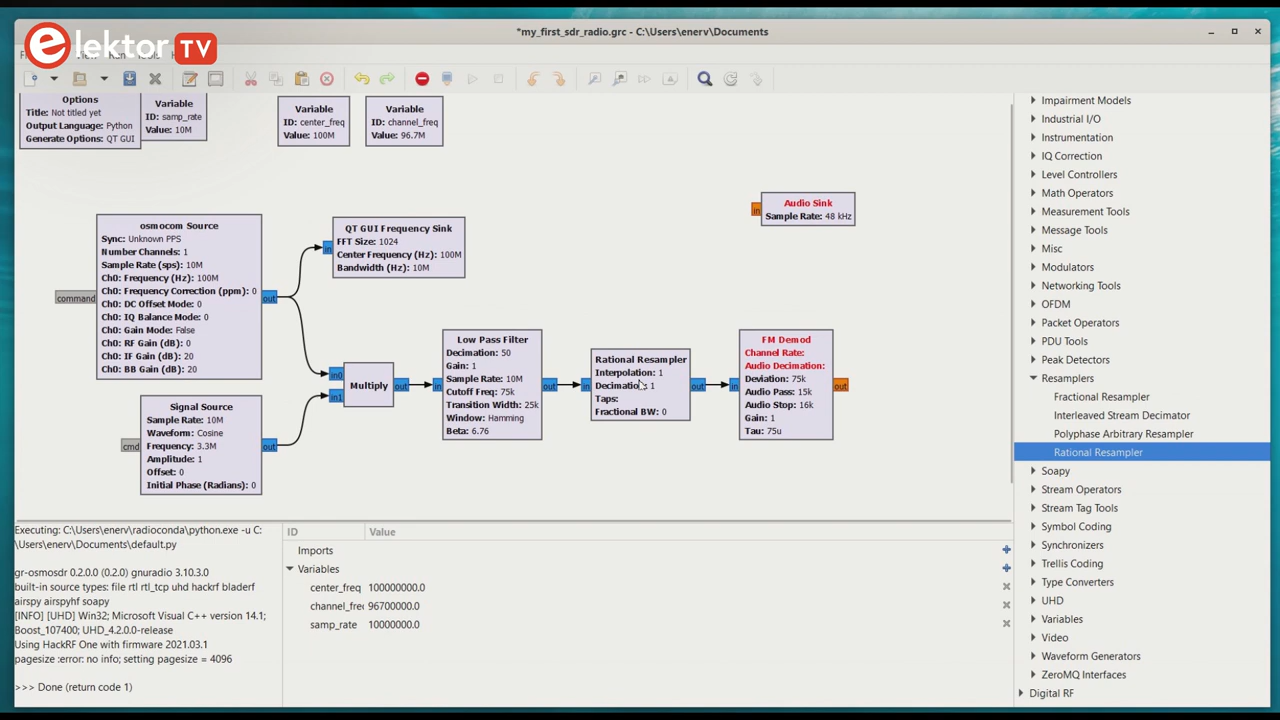 elektor TV
*my_first_sdr_radio.grc - C:\Users\enerv\Documents
Options
Title: Not titled yet
Output Language: Python
Generate Options: QT GUI
Variable
ID: samp_rate
Value: 10M
Variable
ID: center_freq
Value: 100M
Variable
ID: channel_freq
Value: 96.7M
Audio Sink
in
Sample Rate: 48 kHz
osmocom Source
Sync: Unknown PPS
Number Channels: 1
Sample Rate (sps): 10M
Ch0: Frequency (Hz): 100M
Ch0: Frequency Correction (ppm): 0
Ch0: DC Offset Mode: 0
Ch0: IQ Balance Mode: 0
Ch0: Gain Mode: False
Ch0: RF Gain (dB): 0
Ch0: IF Gain (dB): 20
Ch0: BB Gain (dB): 20
command
out
QT GUI Frequency Sink
FFT Size: 1024
Center Frequency (Hz): 100M
Bandwidth (Hz): 10M
in
Signal Source
Sample Rate: 10M
Waveform: Cosine
Frequency: 3.3M
Amplitude: 1
Offset: 0
Initial Phase (Radians): 0
cmd
out
in0
in1
Multiply
out
Low Pass Filter
Decimation: 50
Gain: 1
Sample Rate: 10M
Cutoff Freq: 75k
Transition Width: 25k
Window: Hamming
Beta: 6.76
in
out
Rational Resampler
Interpolation: 1
Decimation: 1
Taps:
Fractional BW: 0
in
out
FM Demod
Channel Rate:
Audio Decimation:
Deviation: 75k
Audio Pass: 15k
Audio Stop: 16k
Gain: 1
Tau: 75u
in
out
Impairment Models
Industrial I/O
Instrumentation
IQ Correction
Level Controllers
Math Operators
Measurement Tools
Message Tools
Misc
Modulators
Networking Tools
OFDM
Packet Operators
PDU Tools
Peak Detectors
Resamplers
Fractional Resampler
Interleaved Stream Decimator
Polyphase Arbitrary Resampler
Rational Resampler
Soapy
Stream Operators
Stream Tag Tools
Symbol Coding
Synchronizers
Trellis Coding
Type Converters
UHD
Variables
Video
Waveform Generators
ZeroMQ Interfaces
Digital RF
Executing: C:\Users\enerv\radioconda\python.exe -u C:
\Users\enerv\Documents\default.py
gr-osmosdr 0.2.0.0 (0.2.0) gnuradio 3.10.3.0
built-in source types: file rtl rtl_tcp uhd hackrf bladerf
airspy airspyhf soapy
[INFO] [UHD] Win32; Microsoft Visual C++ version 14.1;
Boost_107400; UHD_4.2.0.0-release
Using HackRF One with firmware 2021.03.1
pagesize :error: no info; setting pagesize = 4096
>>> Done (return code 1)
ID Value
Imports
Variables
center_freq 100000000.0
channel_fre 96700000.0
samp_rate 10000000.0